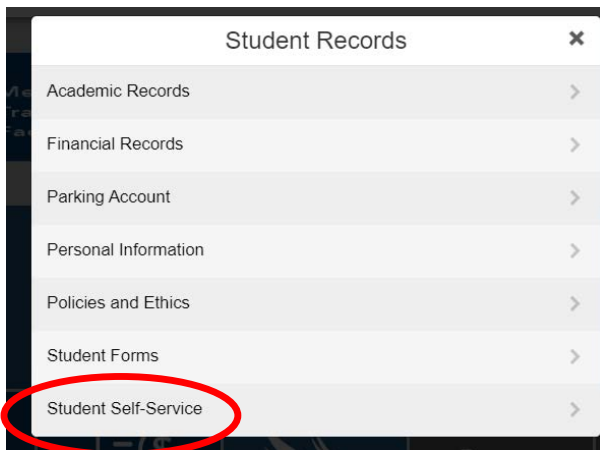 Student Records
Academic Records
Financial Records
Parking Account
Personal Information
Policies and Ethics
Student Forms
Student Self-Service